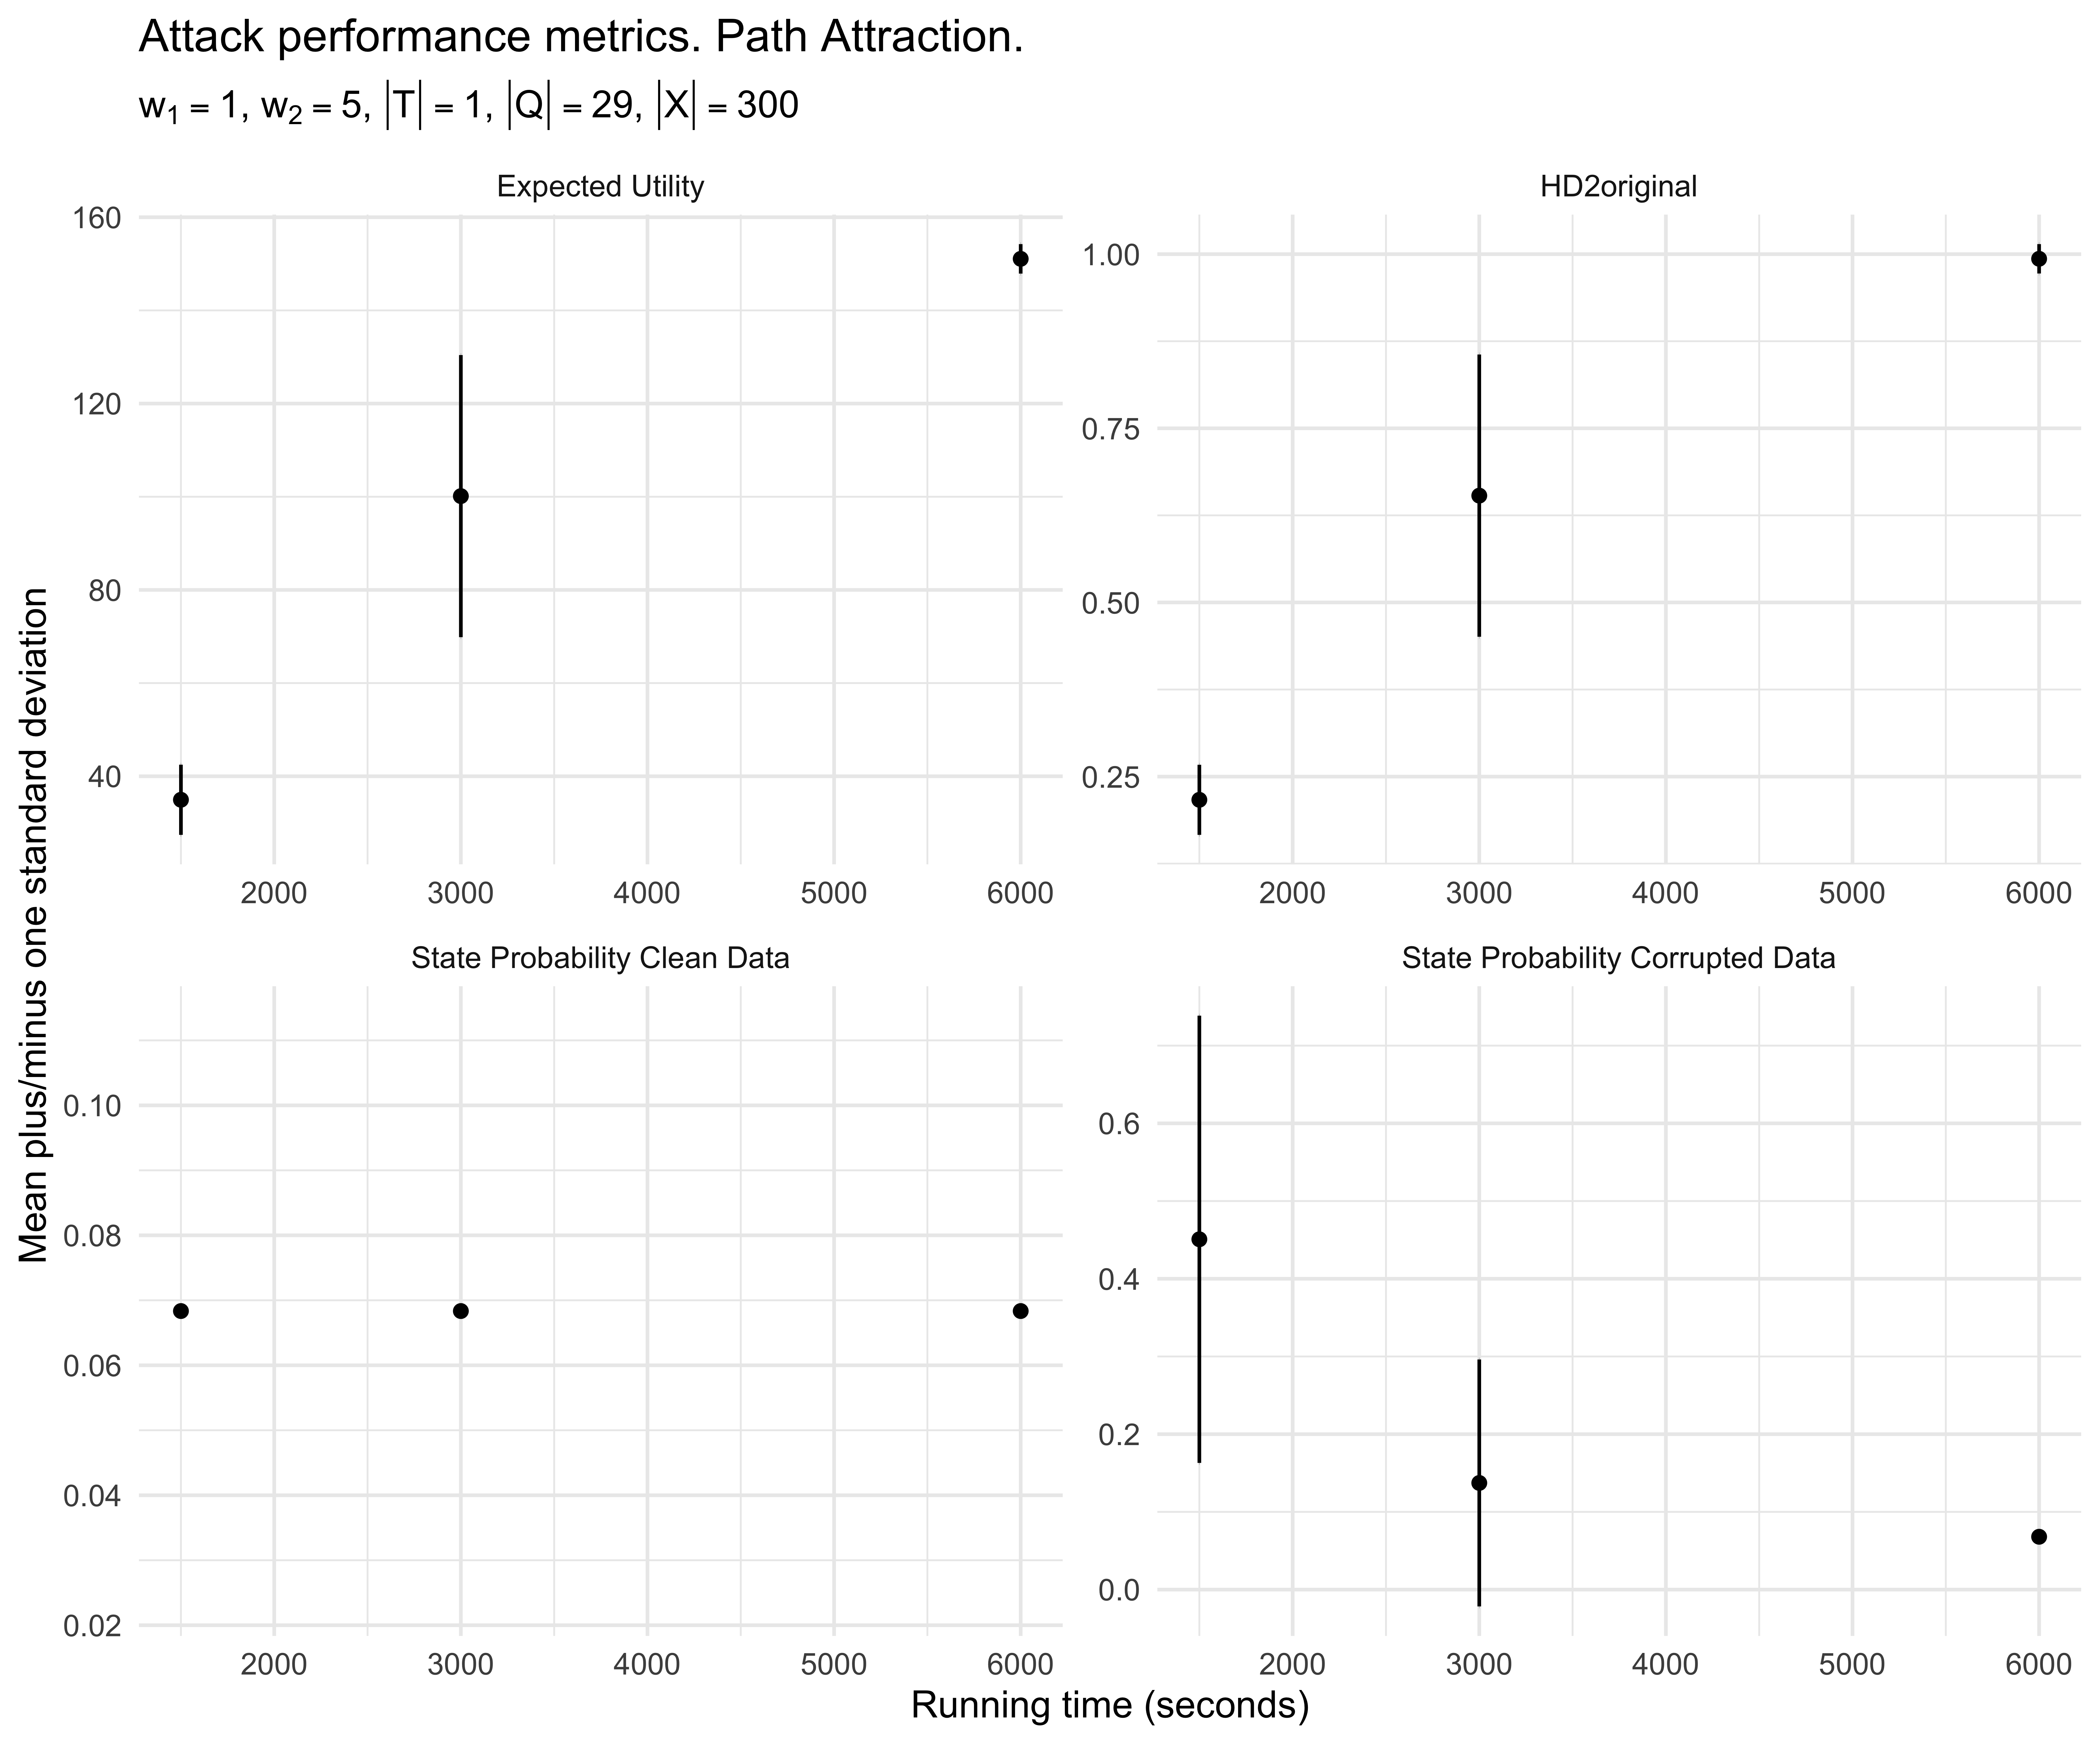 Attack performance metrics. Path Attraction.
w₁ = 1, w₂ = 5, |T| = 1, |Q| = 29, |X| = 300
Mean plus/minus one standard deviation
Expected Utility
160
120
80
40
2000 3000 4000 5000 6000
HD2original
1.00
0.75
0.50
0.25
2000 3000 4000 5000 6000
State Probability Clean Data
0.10
0.08
0.06
0.04
0.02
2000 3000 4000 5000 6000
State Probability Corrupted Data
0.6
0.4
0.2
0.0
2000 3000 4000 5000 6000
Running time (seconds)